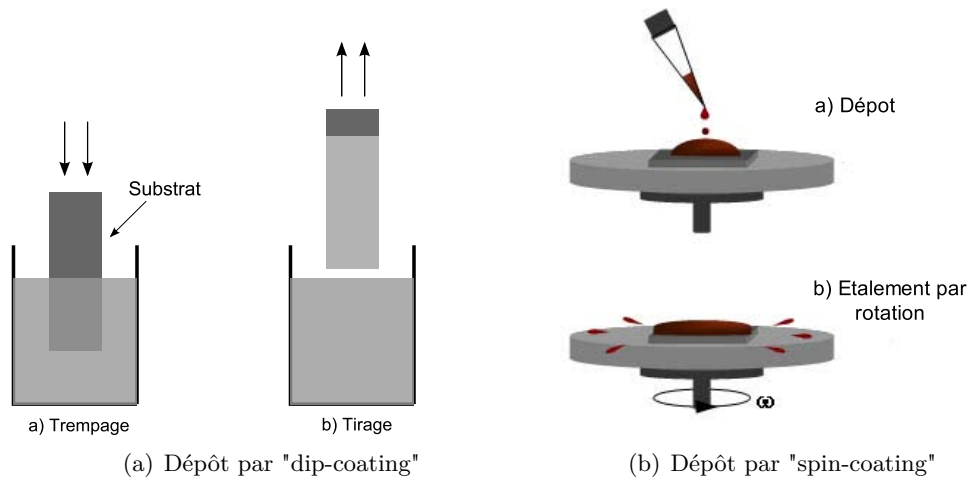 Substrat
a) Trempage
b) Tirage
(a) Dépôt par "dip-coating"
a) Dépot
b) Etalement par
rotation
ω
(b) Dépôt par "spin-coating"